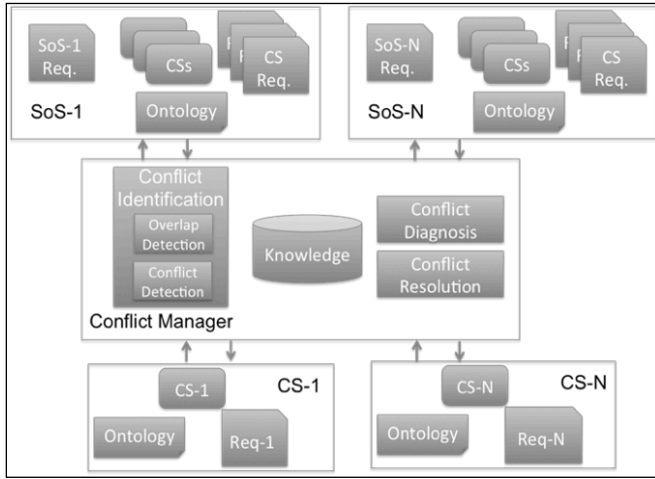 SoS-1
Req.
CSs
CS
Req.
Ontology
SoS-1
SoS-N
Req.
CSs
CS
Req.
Ontology
SoS-N
Conflict
Identification
Overlap
Detection
Conflict
Detection
Conflict Manager
Knowledge
Conflict
Diagnosis
Conflict
Resolution
CS-1
CS-1
Ontology
Req-1
CS-N
CS-N
Ontology
Req-N